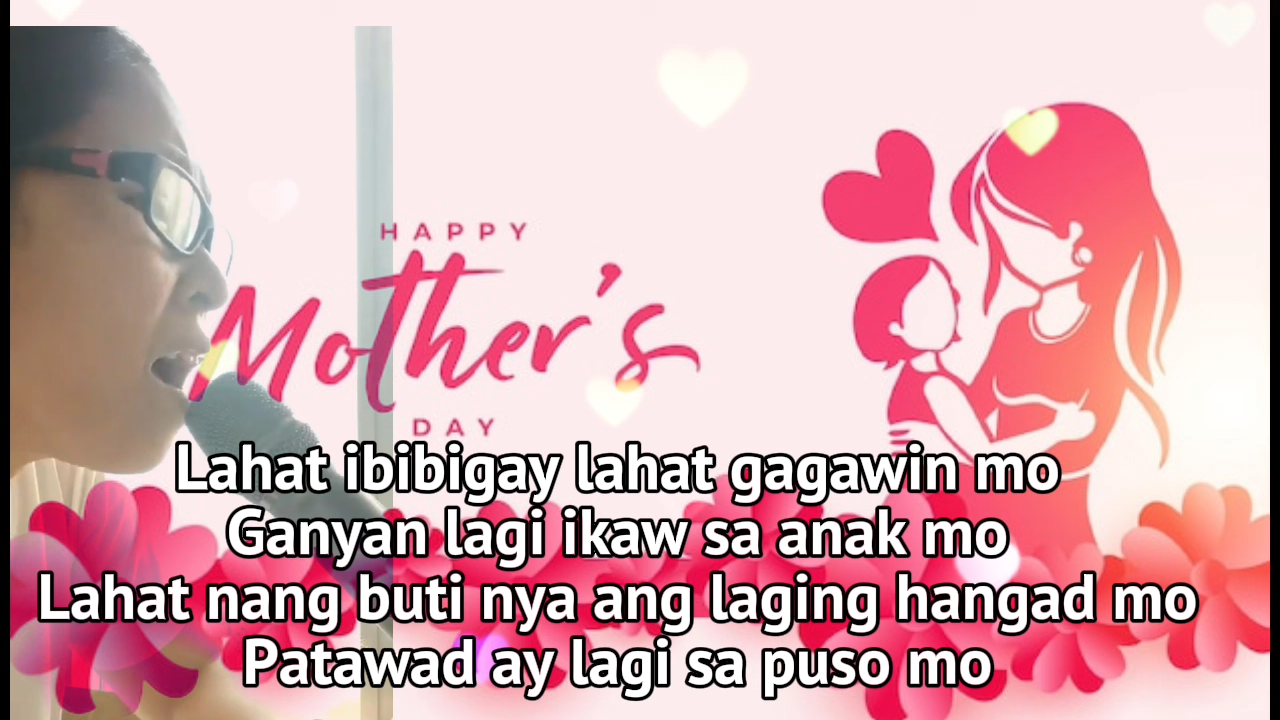 HAPPY
Mother's
DAY
Lahat ibibigay lahat gagawin mo
Ganyan lagi ikaw sa anak mo
Lahat nang buti nya ang laging hangad mo
Patawad ay lagi sa puso mo